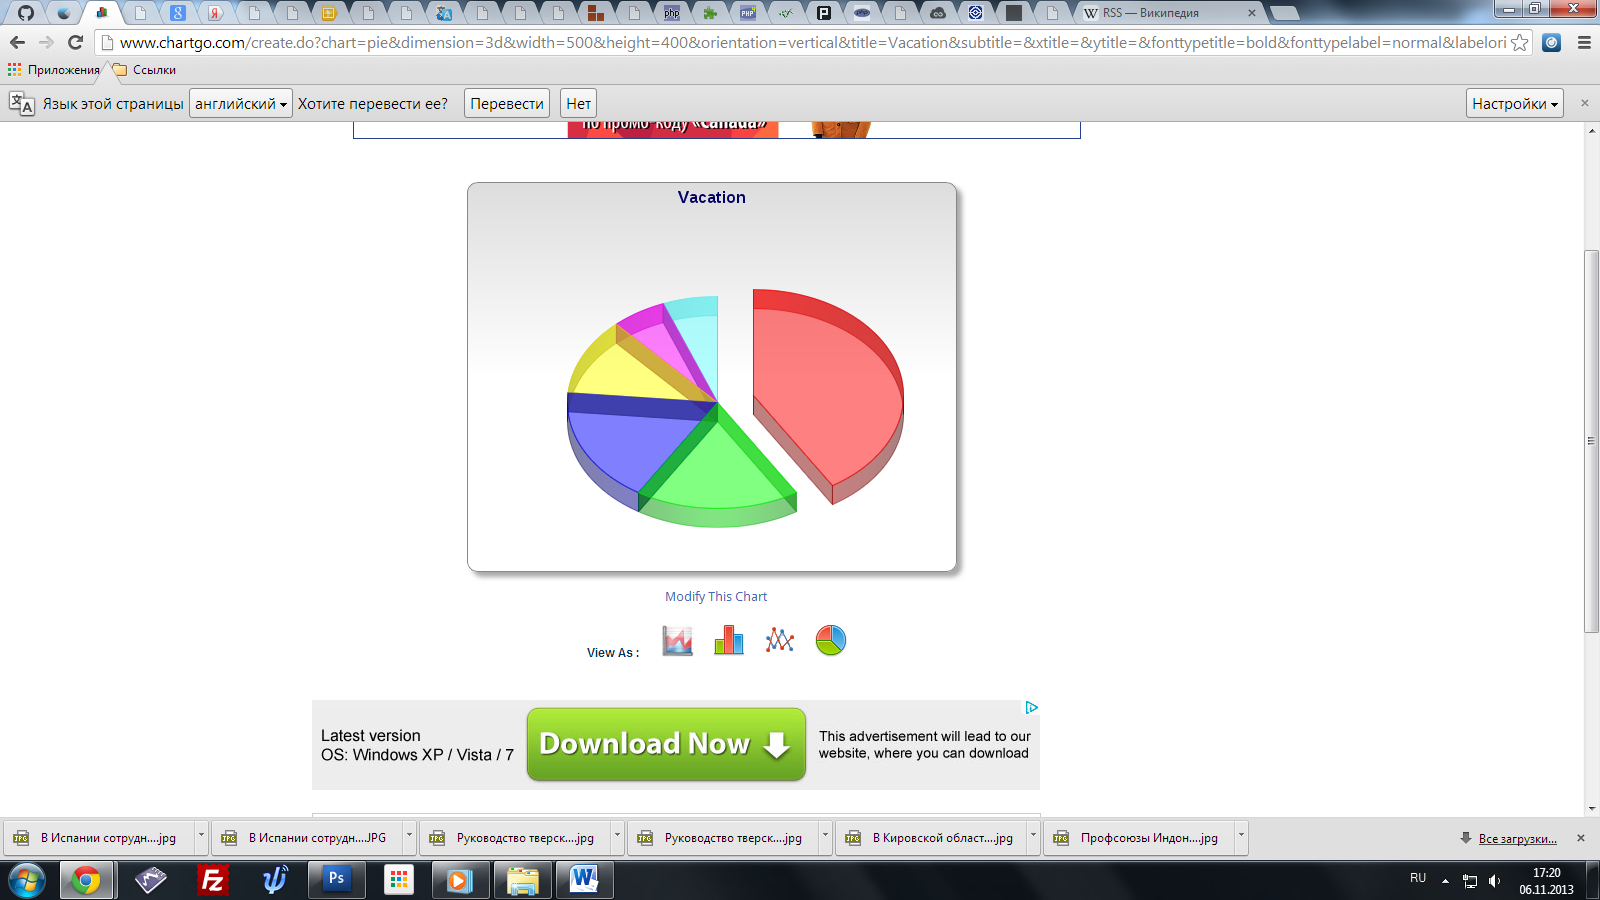 RSS — Википедия
www.chartgo.com/create.do?chart=pie&dimension=3d&width=500&height=400&orientation=vertical&title=Vacation&subtitle=&xtitle=&ytitle=&fonttypetitle=bold&fonttypelabel=normal&labelori
Приложения Ссылки
Язык этой страницы английский Хотите перевести ее? Перевести Нет Настройки
по промо-коду «Canada»
Vacation
Modify This Chart
View As :
Latest version
OS: Windows XP / Vista / 7
Download Now
This advertisement will lead to our
website, where you can download
В Испании сотрудн....jpg В Испании сотрудн....JPG Руководство тверск....jpg Руководство тверск....jpg В Кировской област....jpg Профсоюзы Индон....jpg Все загрузки...
RU 17:20
06.11.2013